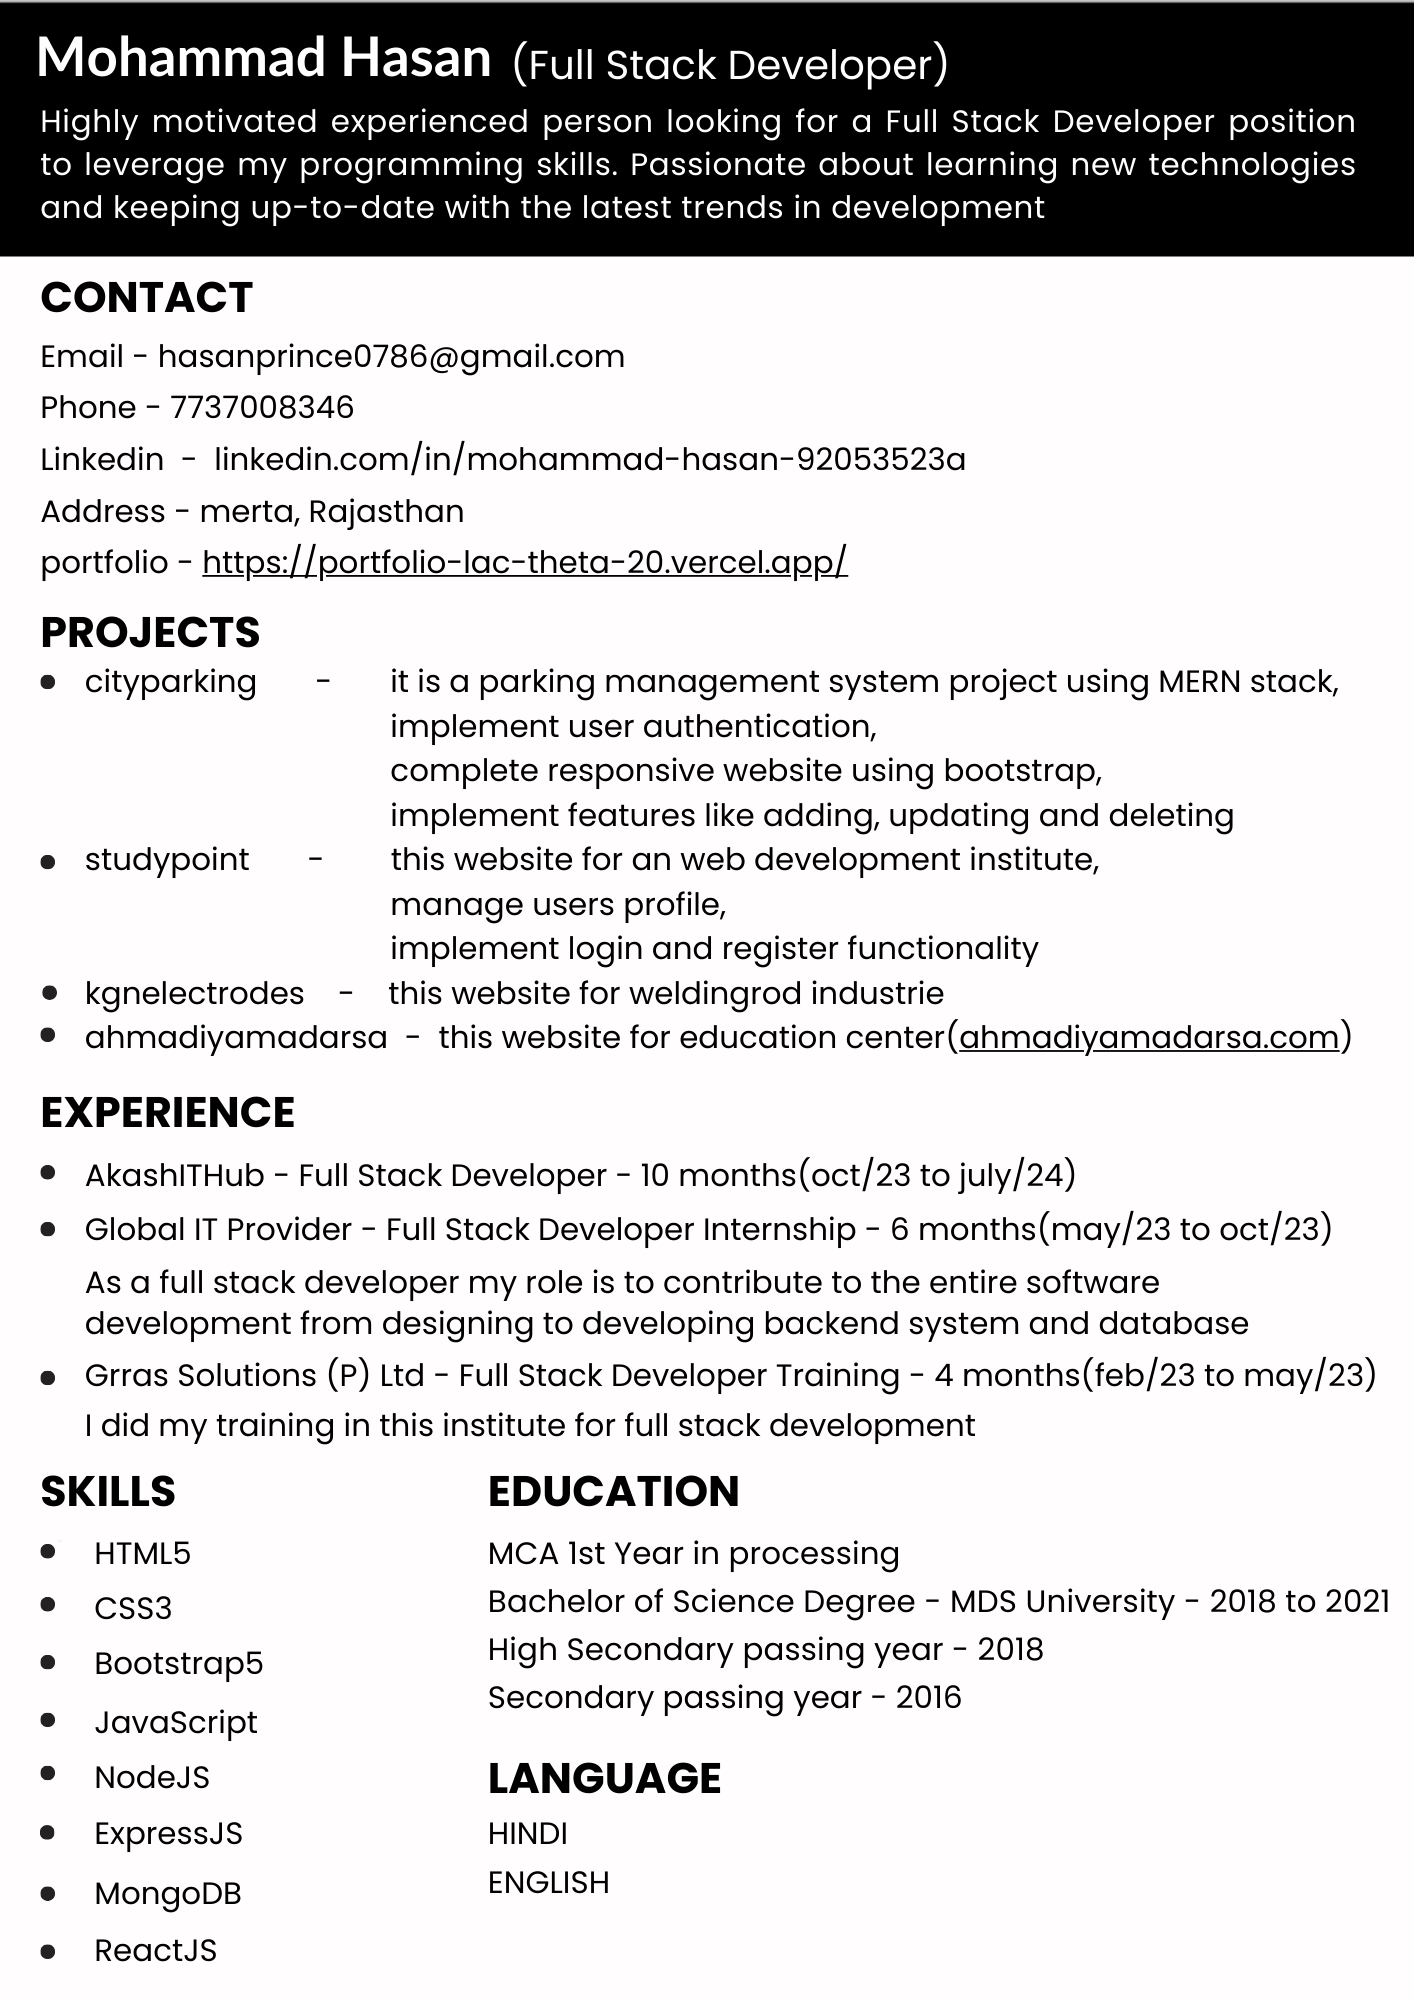 Mohammad Hasan (Full Stack Developer)
Highly motivated experienced person looking for a Full Stack Developer position
to leverage my programming skills. Passionate about learning new technologies
and keeping up-to-date with the latest trends in development
CONTACT
Email - hasanprince0786@gmail.com
Phone - 7737008346
Linkedin - linkedin.com/in/mohammad-hasan-92053523a
Address - merta, Rajasthan
portfolio - https://portfolio-lac-theta-20.vercel.app/
PROJECTS
• cityparking - it is a parking management system project using MERN stack,
implement user authentication,
complete responsive website using bootstrap,
implement features like adding, updating and deleting
• studypoint - this website for an web development institute,
manage users profile,
implement login and register functionality
• kgnelectrodes - this website for weldingrod industrie
• ahmadiyamadarsa - this website for education center(ahmadiyamadarsa.com)
EXPERIENCE
• AkashITHub - Full Stack Developer - 10 months(oct/23 to july/24)
• Global IT Provider - Full Stack Developer Internship - 6 months(may/23 to oct/23)
As a full stack developer my role is to contribute to the entire software
development from designing to developing backend system and database
• Grras Solutions (P) Ltd - Full Stack Developer Training - 4 months(feb/23 to may/23)
I did my training in this institute for full stack development
SKILLS
• HTML5
• CSS3
• Bootstrap5
• JavaScript
• NodeJS
• ExpressJS
• MongoDB
• ReactJS
EDUCATION
MCA 1st Year in processing
Bachelor of Science Degree - MDS University - 2018 to 2021
High Secondary passing year - 2018
Secondary passing year - 2016
LANGUAGE
HINDI
ENGLISH